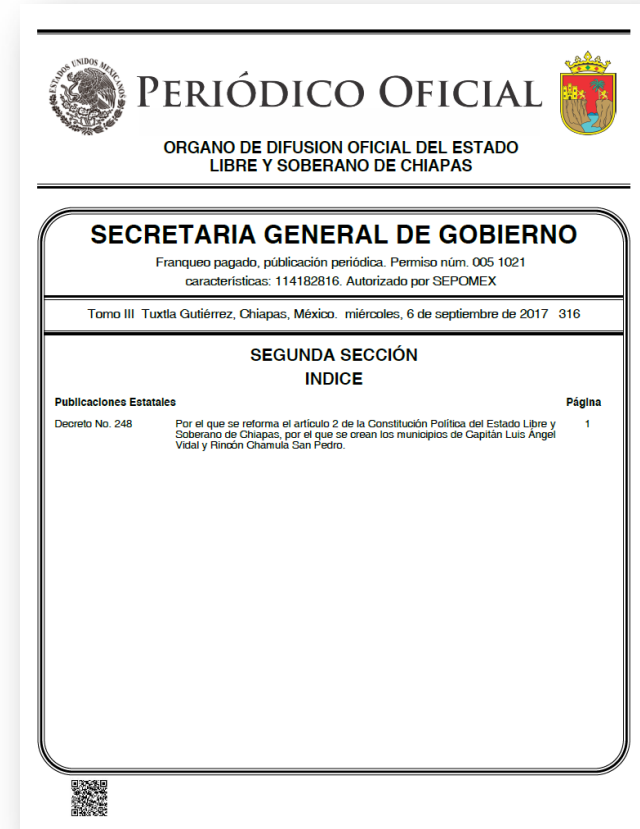 ESTADOS UNIDOS MEXICANOS
PERIÓDICO OFICIAL
ORGANO DE DIFUSION OFICIAL DEL ESTADO
LIBRE Y SOBERANO DE CHIAPAS
SECRETARIA GENERAL DE GOBIERNO
Franqueo pagado, públicación periódica. Permiso núm. 005 1021
características: 114182816. Autorizado por SEPOMEX
Tomo III Tuxtla Gutiérrez, Chiapas, México. miércoles, 6 de septiembre de 2017 316
SEGUNDA SECCIÓN
INDICE
Publicaciones Estatales Página
Decreto No. 248 Por el que se reforma el artículo 2 de la Constitución Política del Estado Libre y 1
Soberano de Chiapas, por el que se crean los municipios de Capitán Luis Ángel
Vidal y Rincón Chamula San Pedro.